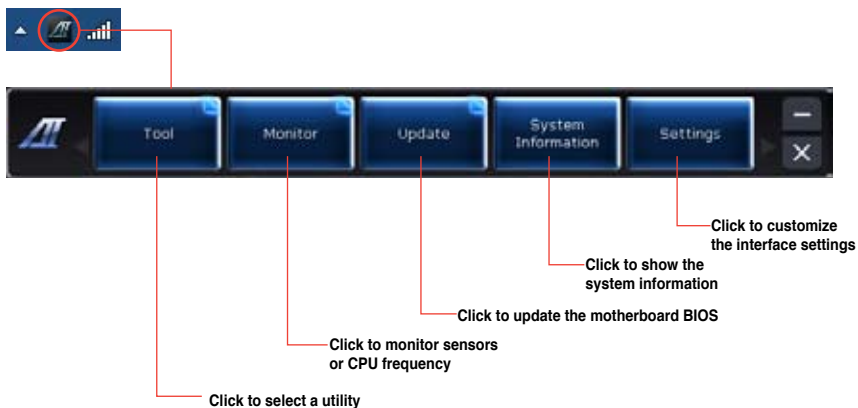 Tool
Monitor
Update
System
Information
Settings
Click to customize
the interface settings
Click to show the
system information
Click to update the motherboard BIOS
Click to monitor sensors
or CPU frequency
Click to select a utility